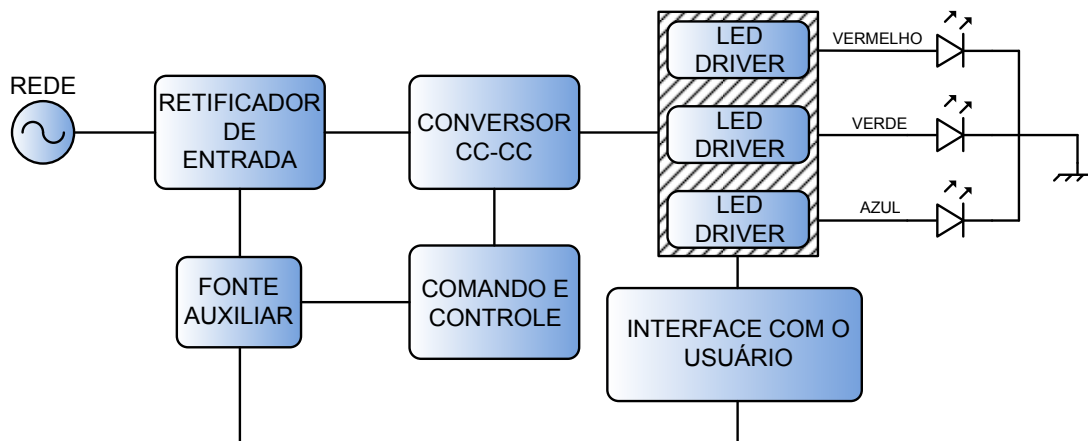 REDE
RETIFICADOR
DE
ENTRADA
CONVERSOR
CC-CC
LED
DRIVER
VERMELHO
LED
DRIVER
VERDE
LED
DRIVER
AZUL
FONTE
AUXILIAR
COMANDO E
CONTROLE
INTERFACE COM O
USUÁRIO